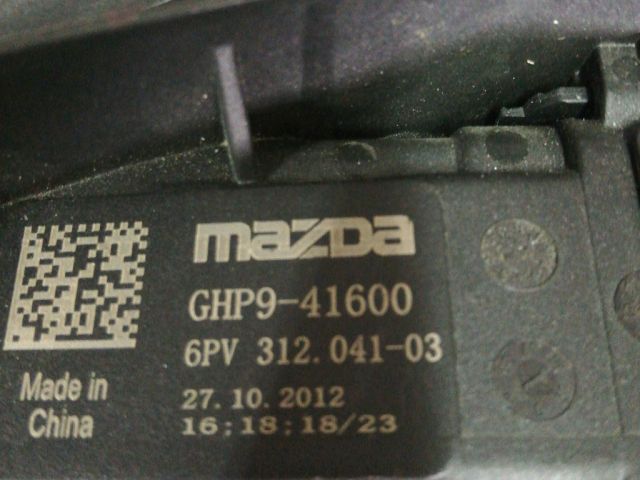 mazda
GHP9-41600
6PV 312.041-03
Made in
China
27.10.2012
16:18:18/23